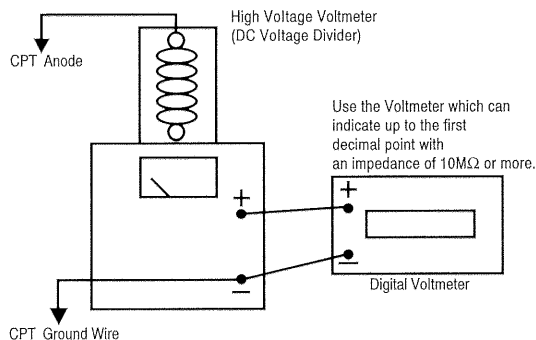 High Voltage Voltmeter
(DC Voltage Divider)
CPT Anode
Use the Voltmeter which can
indicate up to the first
decimal point with
an impedance of 10MΩ or more.
+
+
−
−
Digital Voltmeter
CPT Ground Wire